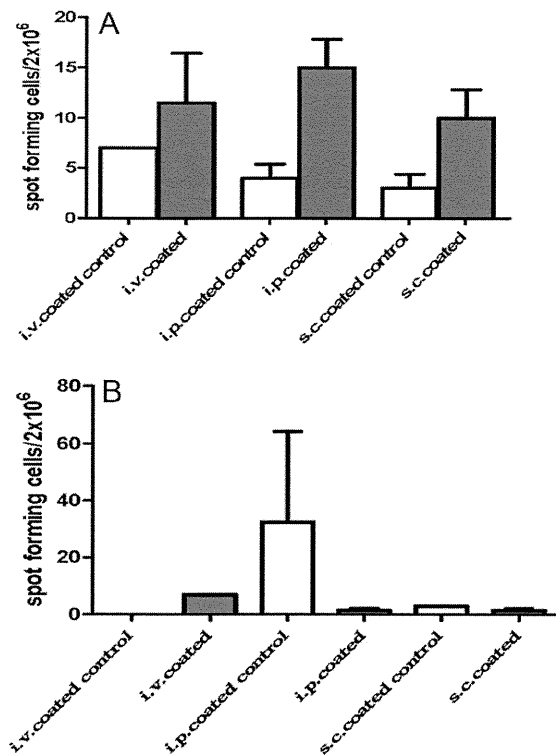 A
spot forming cells/2x10⁶
20
15
10
5
0
i.v.coated control
i.v.coated
i.p.coated control
i.p.coated
s.c.coated control
s.c.coated
B
spot forming cells/2x10⁶
80
60
40
20
0
i.v.coated control
i.v.coated
i.p.coated control
i.p.coated
s.c.coated control
s.c.coated